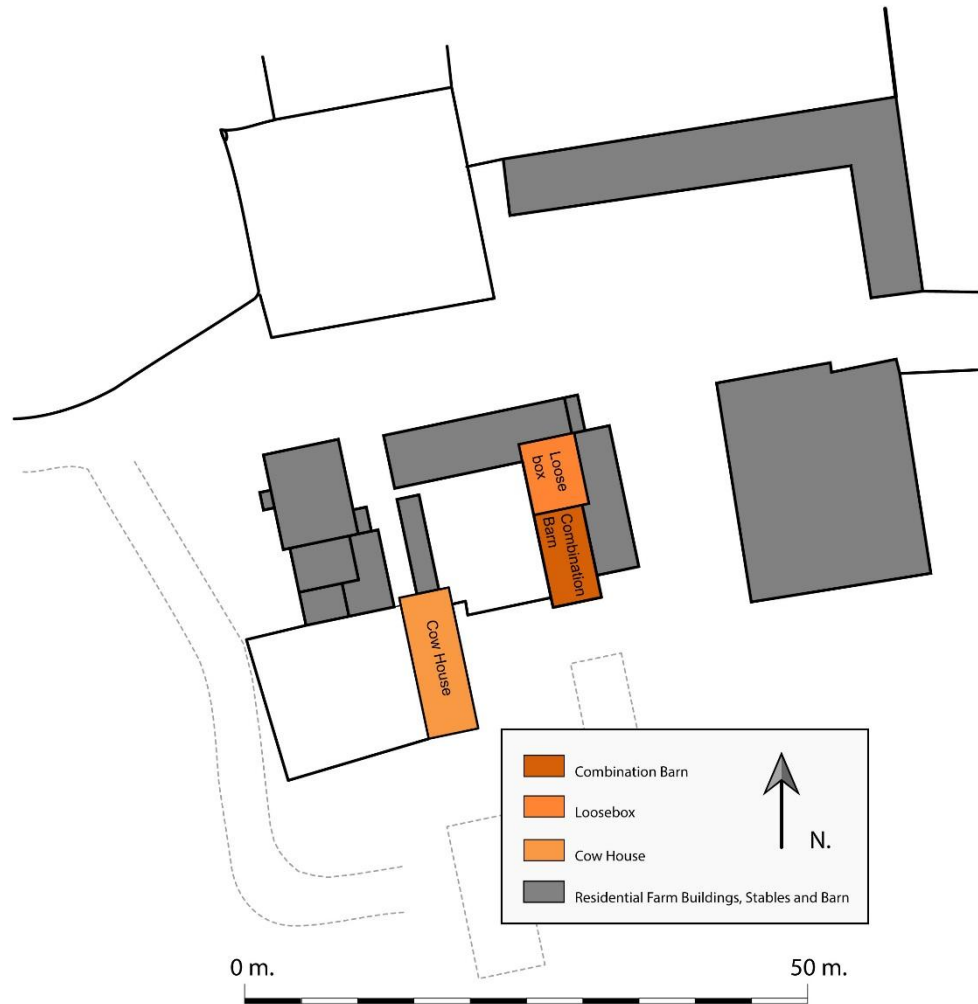 Loose
box
Combination
Barn
Cow House
Combination Barn
Loosebox
Cow House
Residential Farm Buildings, Stables and Barn
N.
0 m.
50 m.